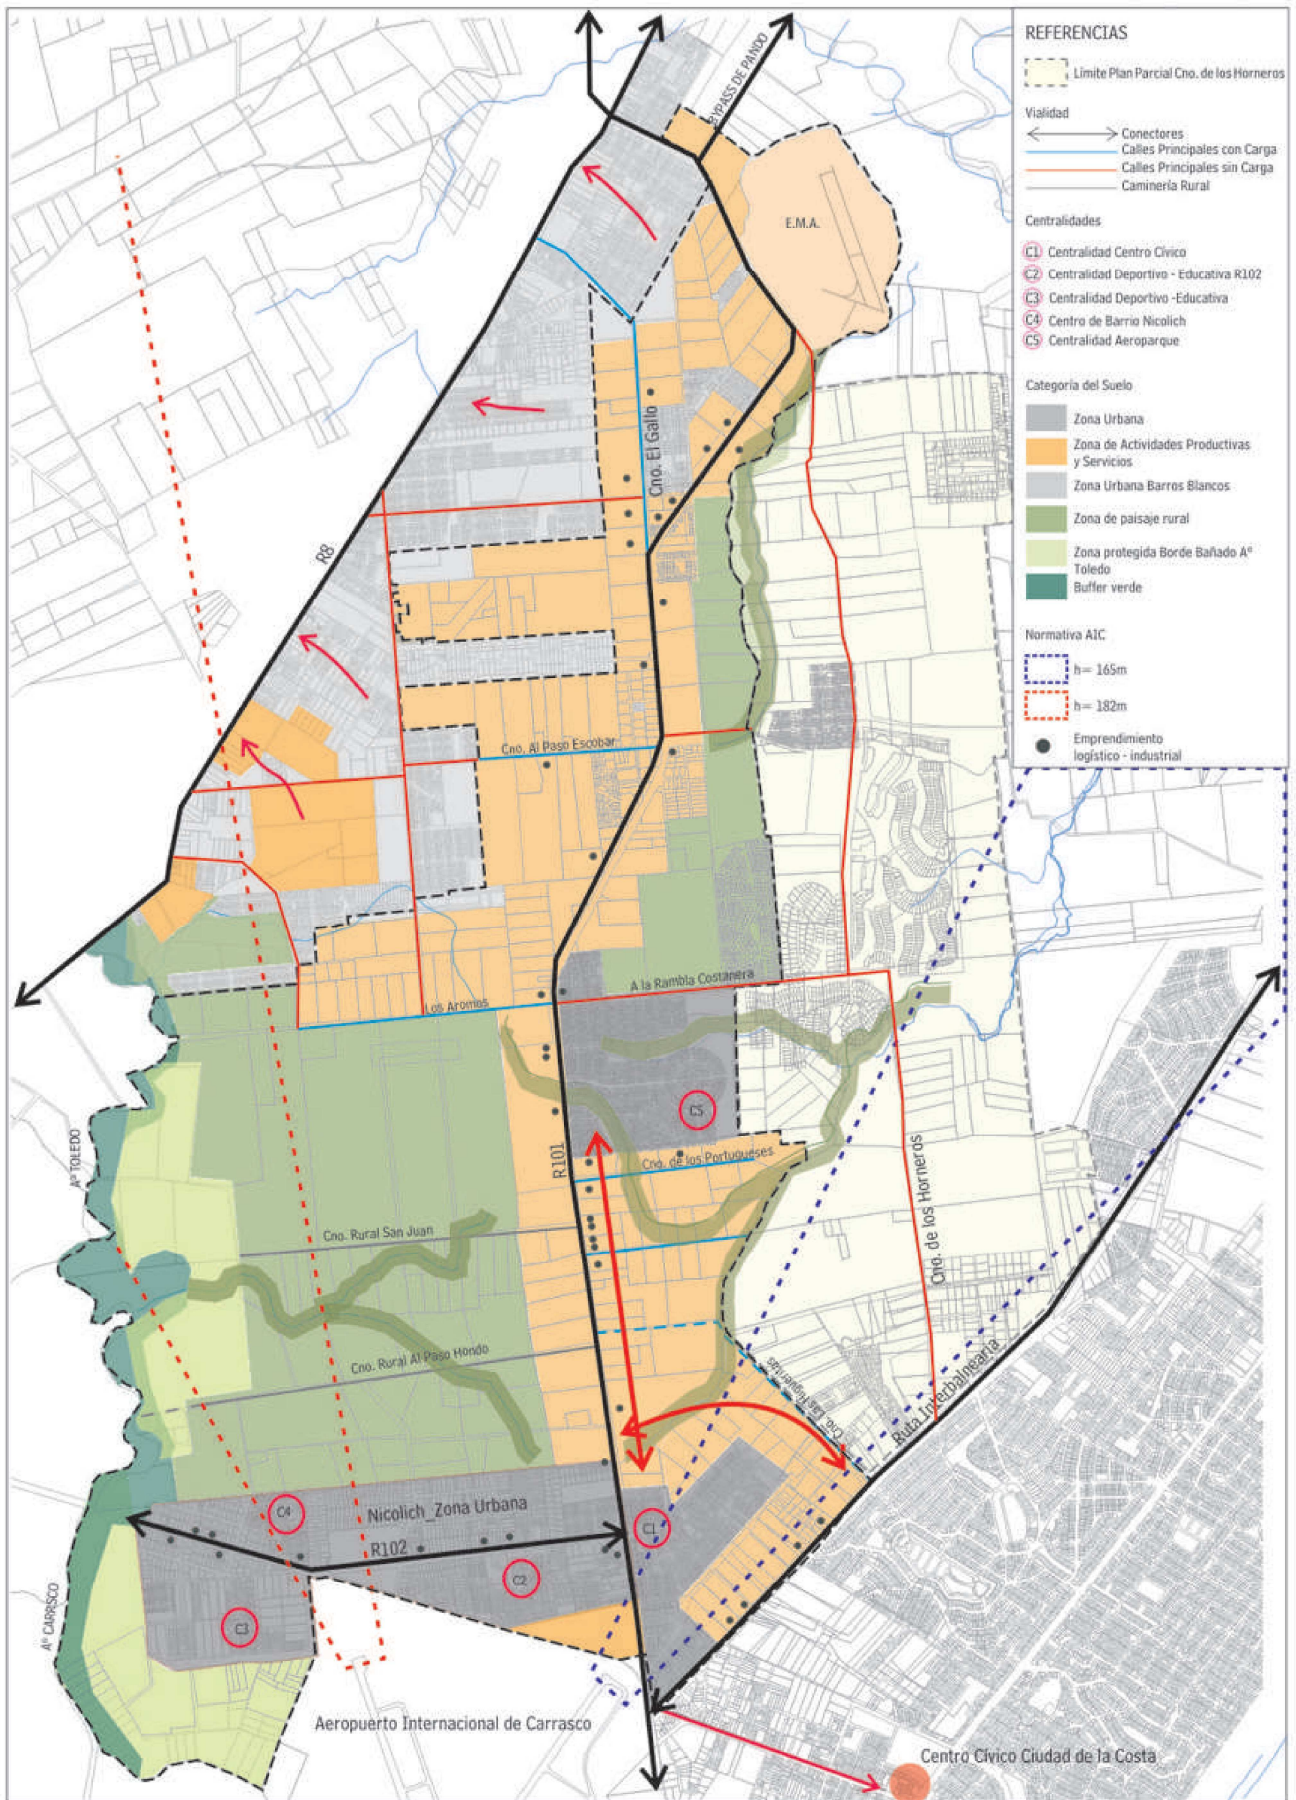 REFERENCIAS
Límite Plan Parcial Cno. de los Horneros
Vialidad
Conectores
Calles Principales con Carga
Calles Principales sin Carga
Caminería Rural
Centralidades
C1 Centralidad Centro Cívico
C2 Centralidad Deportivo - Educativa R102
C3 Centralidad Deportivo -Educativa
C4 Centro de Barrio Nicolich
C5 Centralidad Aeroparque
Categoría del Suelo
Zona Urbana
Zona de Actividades Productivas
y Servicios
Zona Urbana Barros Blancos
Zona de paisaje rural
Zona protegida Borde Bañado Aº
Toledo
Buffer verde
Normativa AIC
h= 165m
h= 182m
Emprendimiento
logístico - industrial
BYPASS DE PANDO
E.M.A.
Cno. El Gallo
R8
Cno. Al Paso Escobar
A la Rambla Costanera
Los Aromos
C5
Aº TOLEDO
R101
Cno. de los Portugueses
Cno. de los Horneros
Cno. Rural San Juan
Cno. Rural Al Paso Hondo
Cno. Las Higueritas
Ruta Interbalnearia
C4
Nicolich_Zona Urbana
C1
R102
C2
C3
Aº CARRISCO
Aeropuerto Internacional de Carrasco
Centro Cívico Ciudad de la Costa